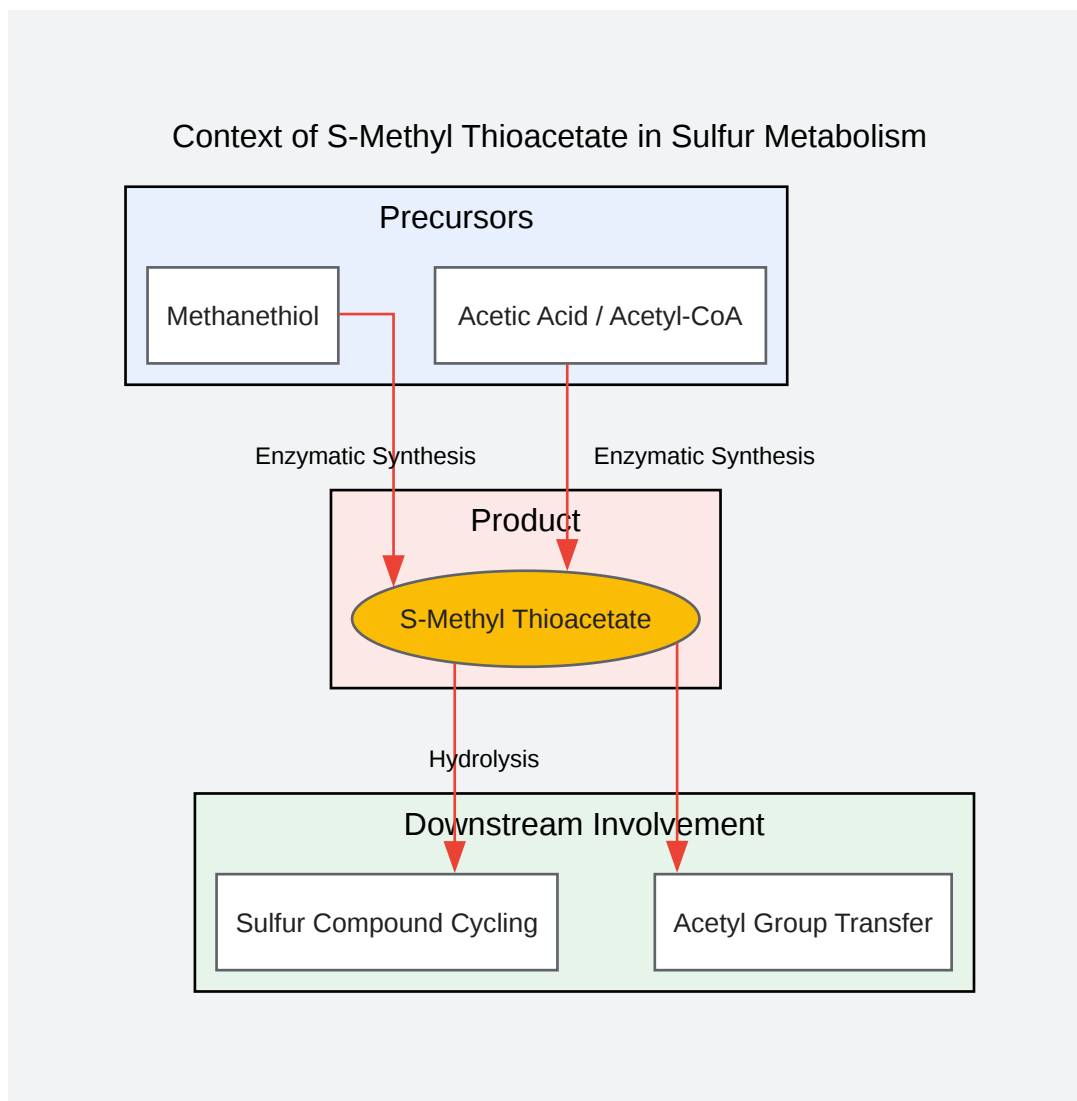 Context of S-Methyl Thioacetate in Sulfur Metabolism
Precursors
Methanethiol
Acetic Acid / Acetyl-CoA
Enzymatic Synthesis
Enzymatic Synthesis
Product
S-Methyl Thioacetate
Hydrolysis
Downstream Involvement
Sulfur Compound Cycling
Acetyl Group Transfer